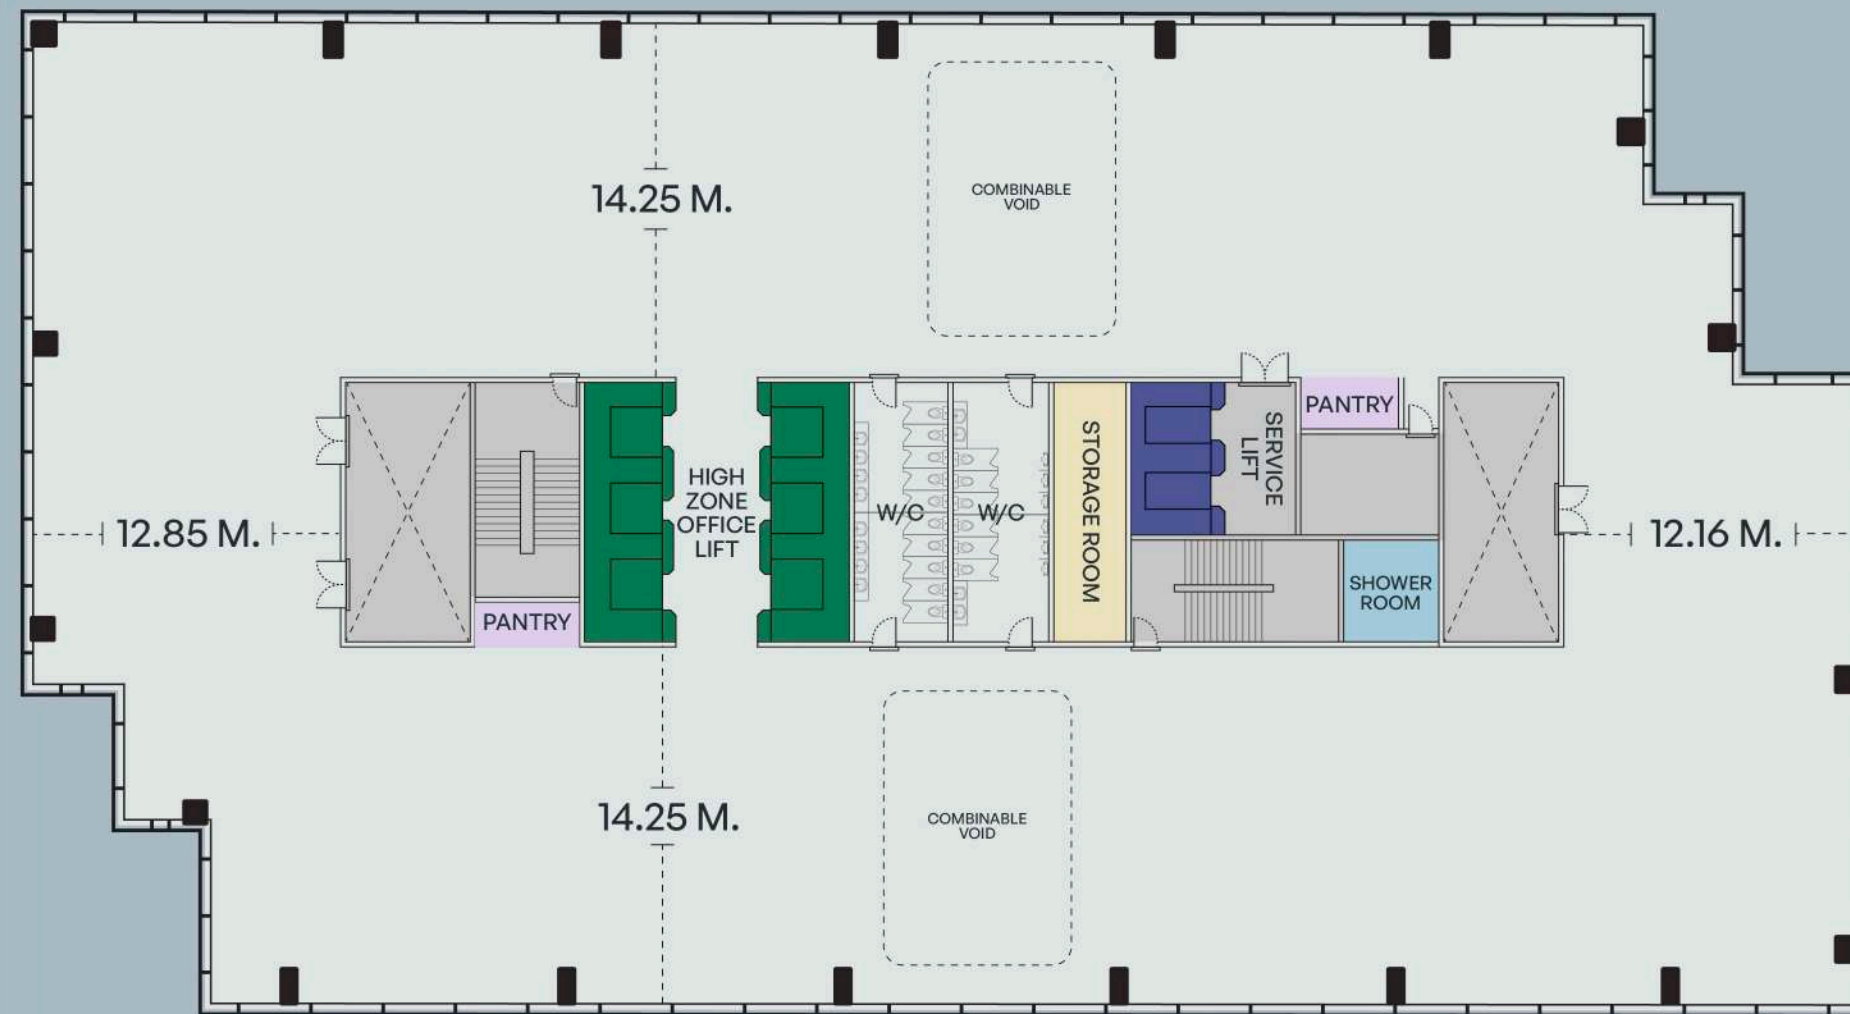 14.25 M.
COMBINABLE
VOID
PANTRY
HIGH
ZONE
OFFICE
LIFT
W/C
W/C
STORAGE ROOM
SERVICE
LIFT
12.85 M.
12.16 M.
SHOWER
ROOM
PANTRY
14.25 M.
COMBINABLE
VOID